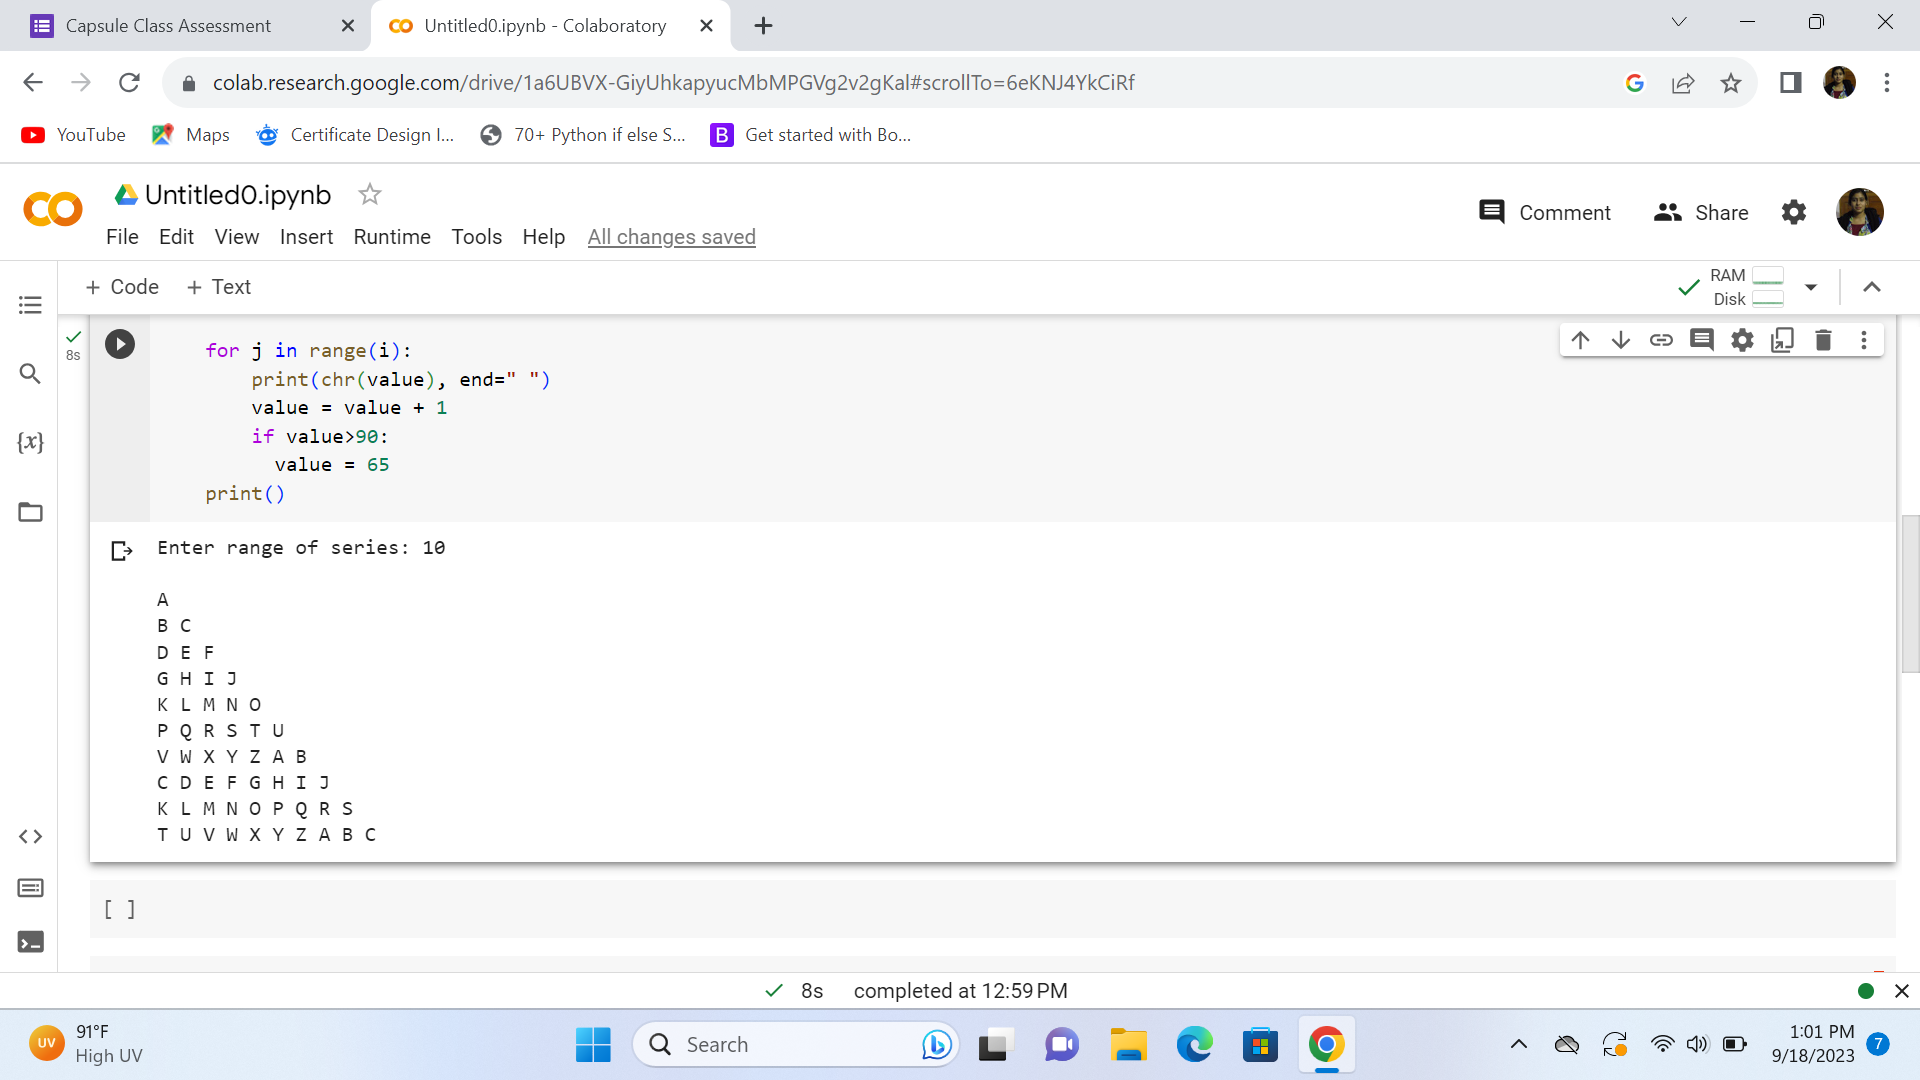 Capsule Class Assessment
Untitled0.ipynb - Colaboratory
colab.research.google.com/drive/1a6UBVX-GiyUhkapyucMbMPGVg2v2gKal#scrollTo=6eKNJ4YkCiRf
YouTube Maps Certificate Design I... 70+ Python if else S... B Get started with Bo...
Untitled0.ipynb
Comment Share
File Edit View Insert Runtime Tools Help All changes saved
+ Code + Text
RAM
Disk
8s
for j in range(i):
print(chr(value), end=" ")
value = value + 1
if value>90:
value = 65
print()
{x}
Enter range of series: 10
A
B C
D E F
G H I J
K L M N O
P Q R S T U
V W X Y Z A B
C D E F G H I J
K L M N O P Q R S
T U V W X Y Z A B C
[ ]
8s completed at 12:59 PM
UV
91°F
High UV
Search
1:01 PM
9/18/2023
7